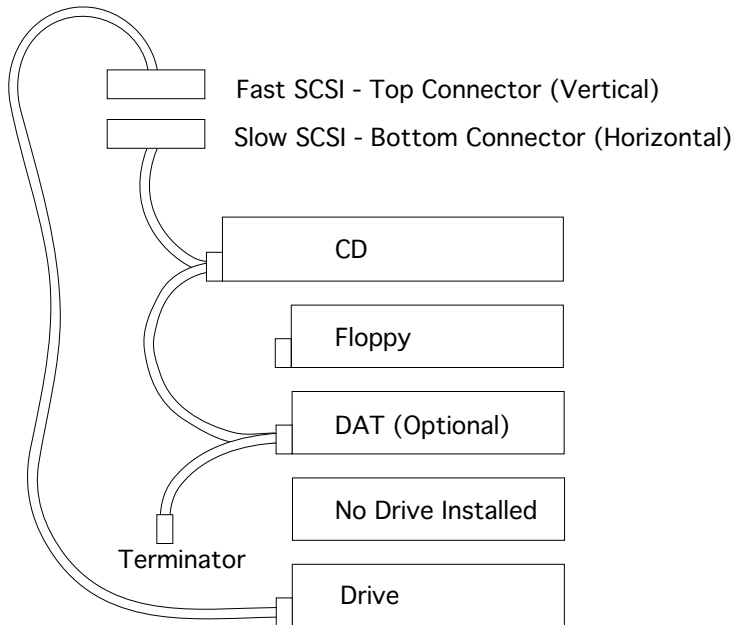 Fast SCSI - Top Connector (Vertical)
Slow SCSI - Bottom Connector (Horizontal)
CD
Floppy
DAT (Optional)
No Drive Installed
Terminator
Drive